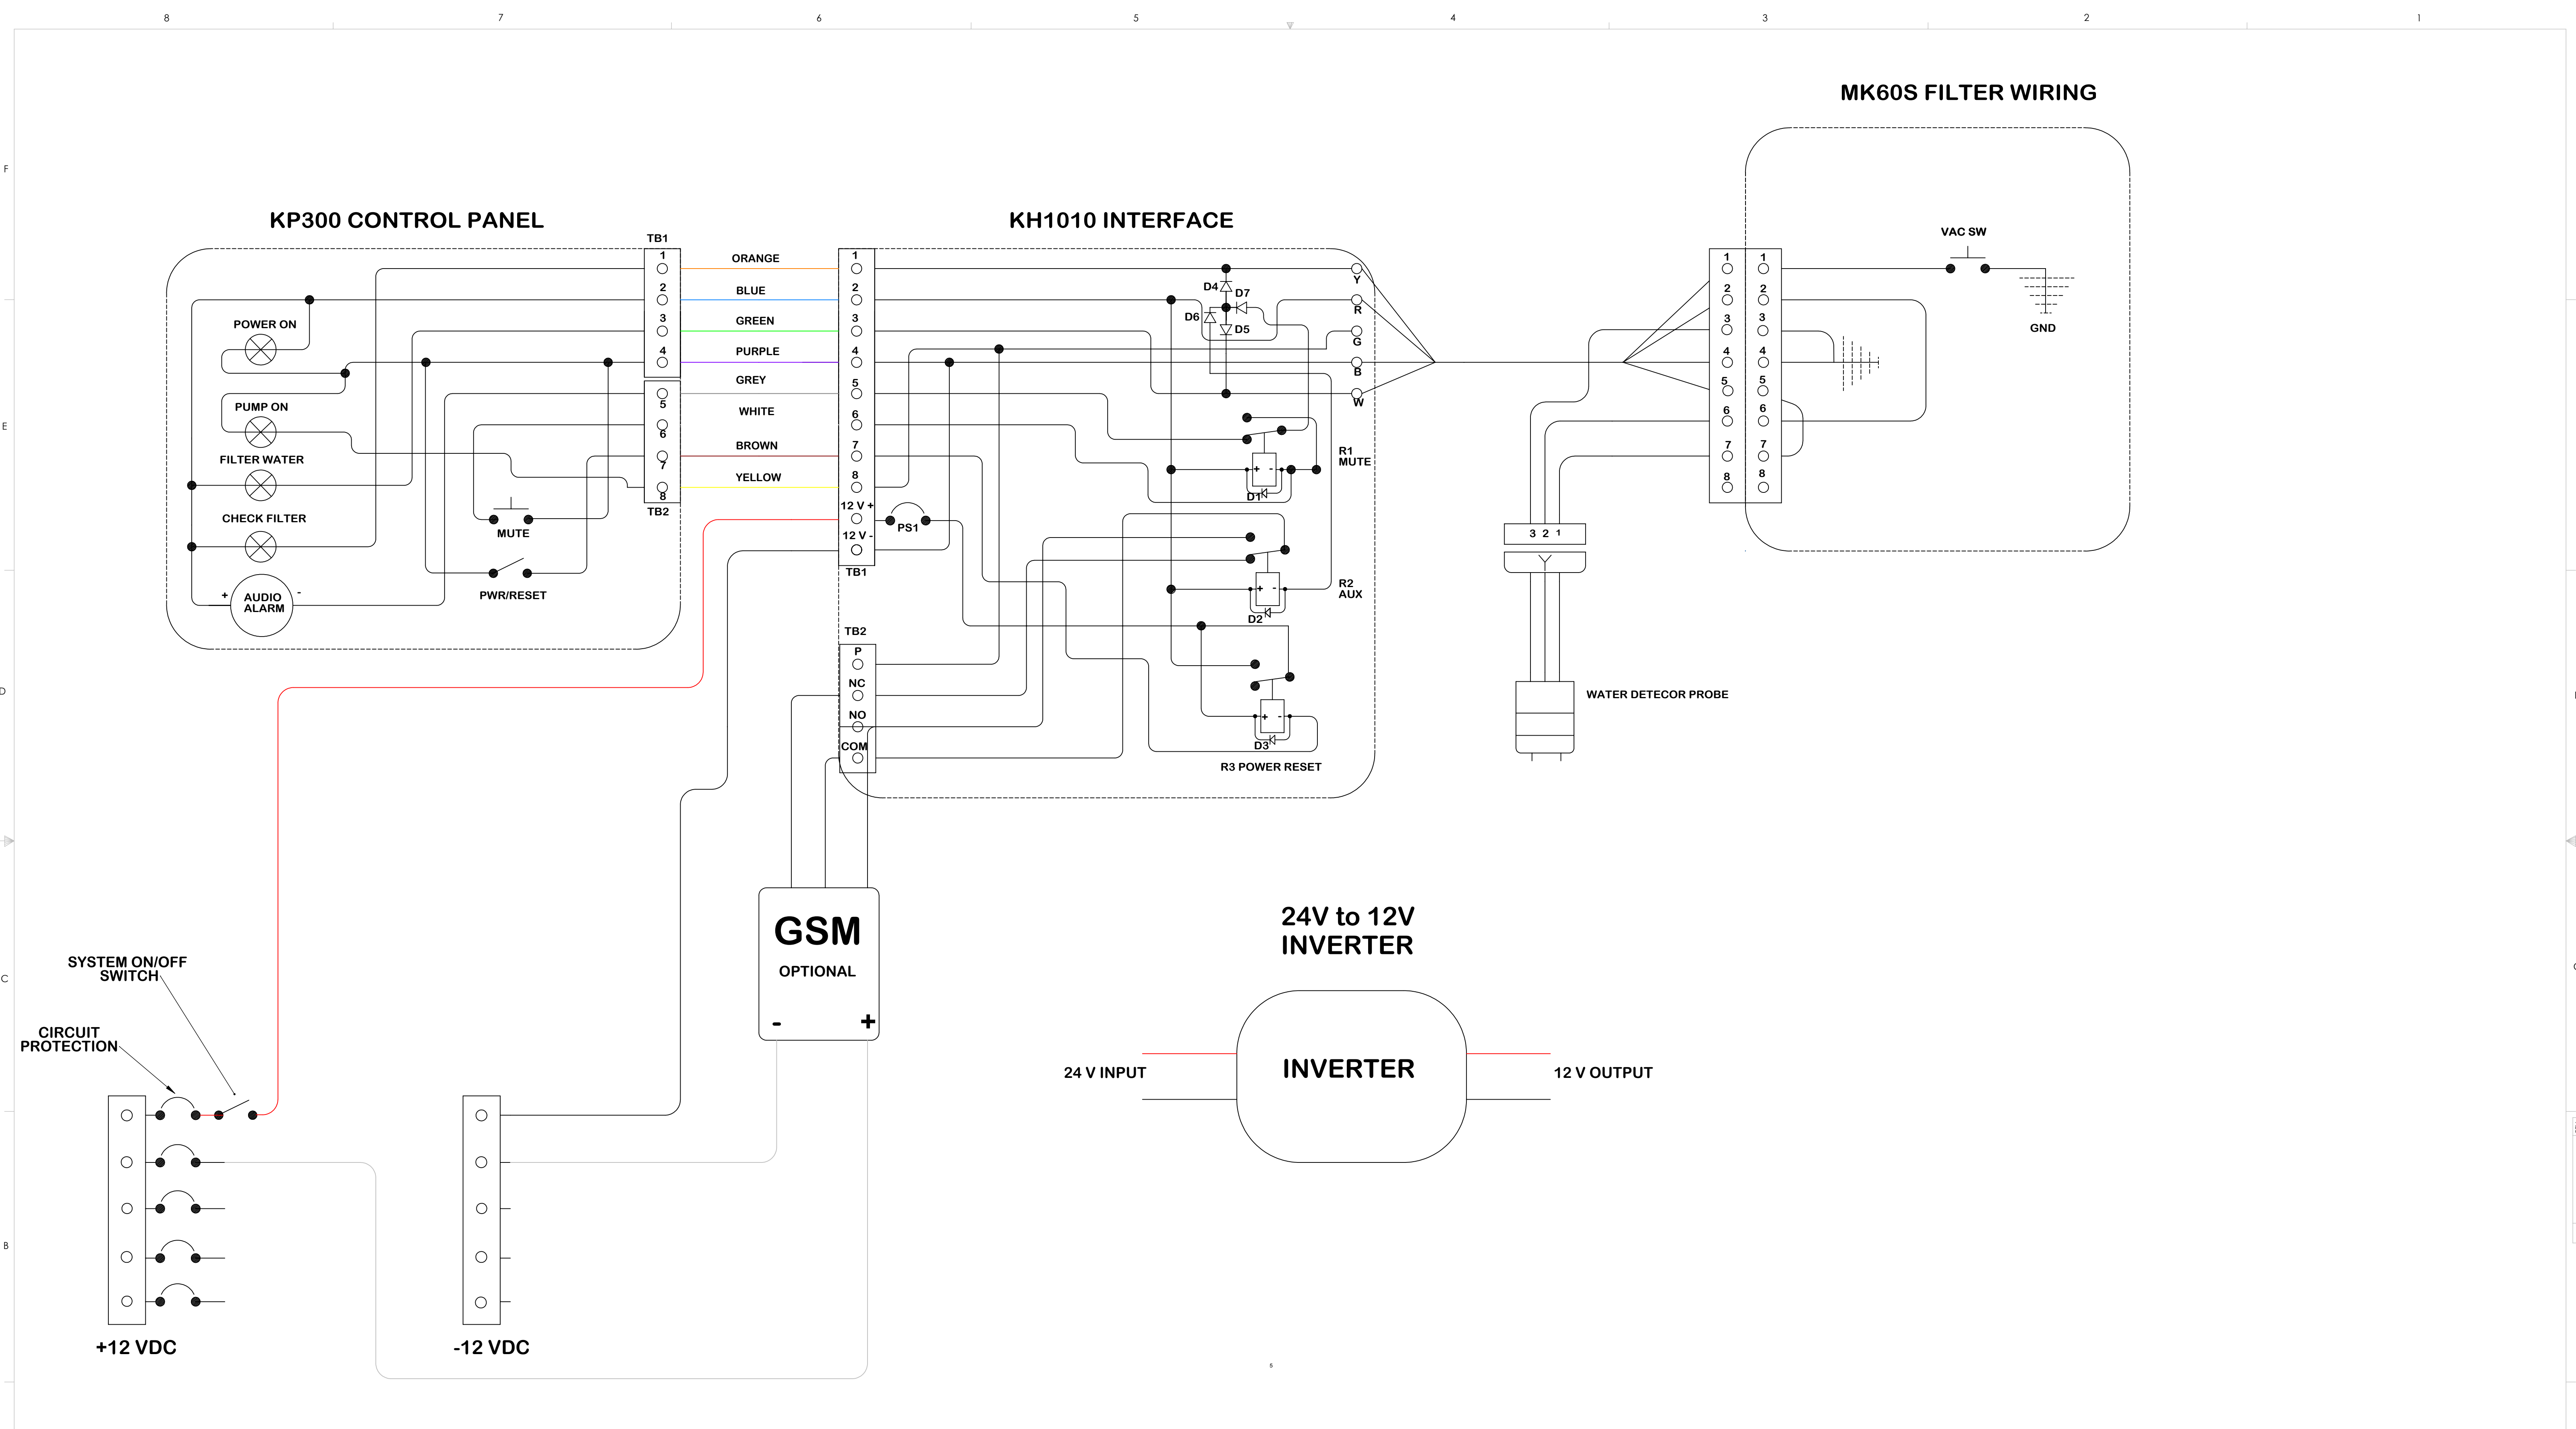 8 7 6 5 4 3 2 1
F
E
D
C
B
MK60S FILTER WIRING
VAC SW
GND
1 1
2 2
3 3
4 4
5 5
6 6
7 7
8 8
KP300 CONTROL PANEL
TB1
1
2
3
4
5
6
7
8
TB2
POWER ON
PUMP ON
FILTER WATER
CHECK FILTER
+ AUDIO -
ALARM
MUTE
PWR/RESET
ORANGE
BLUE
GREEN
PURPLE
GREY
WHITE
BROWN
YELLOW
KH1010 INTERFACE
1
2
3
4
5
6
7
8
12 V +
12 V -
TB1
PS1
TB2
P
NC
NO
COM
D4
D7
D6
D5
Y
R
G
B
W
R1
MUTE
+ -
D1
R2
AUX
+ -
D2
+ -
D3
R3 POWER RESET
3 2 1
WATER DETECOR PROBE
GSM
OPTIONAL
- +
24V to 12V
INVERTER
24 V INPUT
INVERTER
12 V OUTPUT
SYSTEM ON/OFF
SWITCH
CIRCUIT
PROTECTION
+12 VDC
-12 VDC